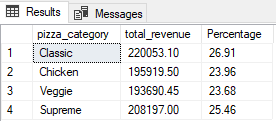 Results Messages
pizza_category total_revenue Percentage
1 Classic 220053.10 26.91
2 Chicken 195919.50 23.96
3 Veggie 193690.45 23.68
4 Supreme 208197.00 25.46